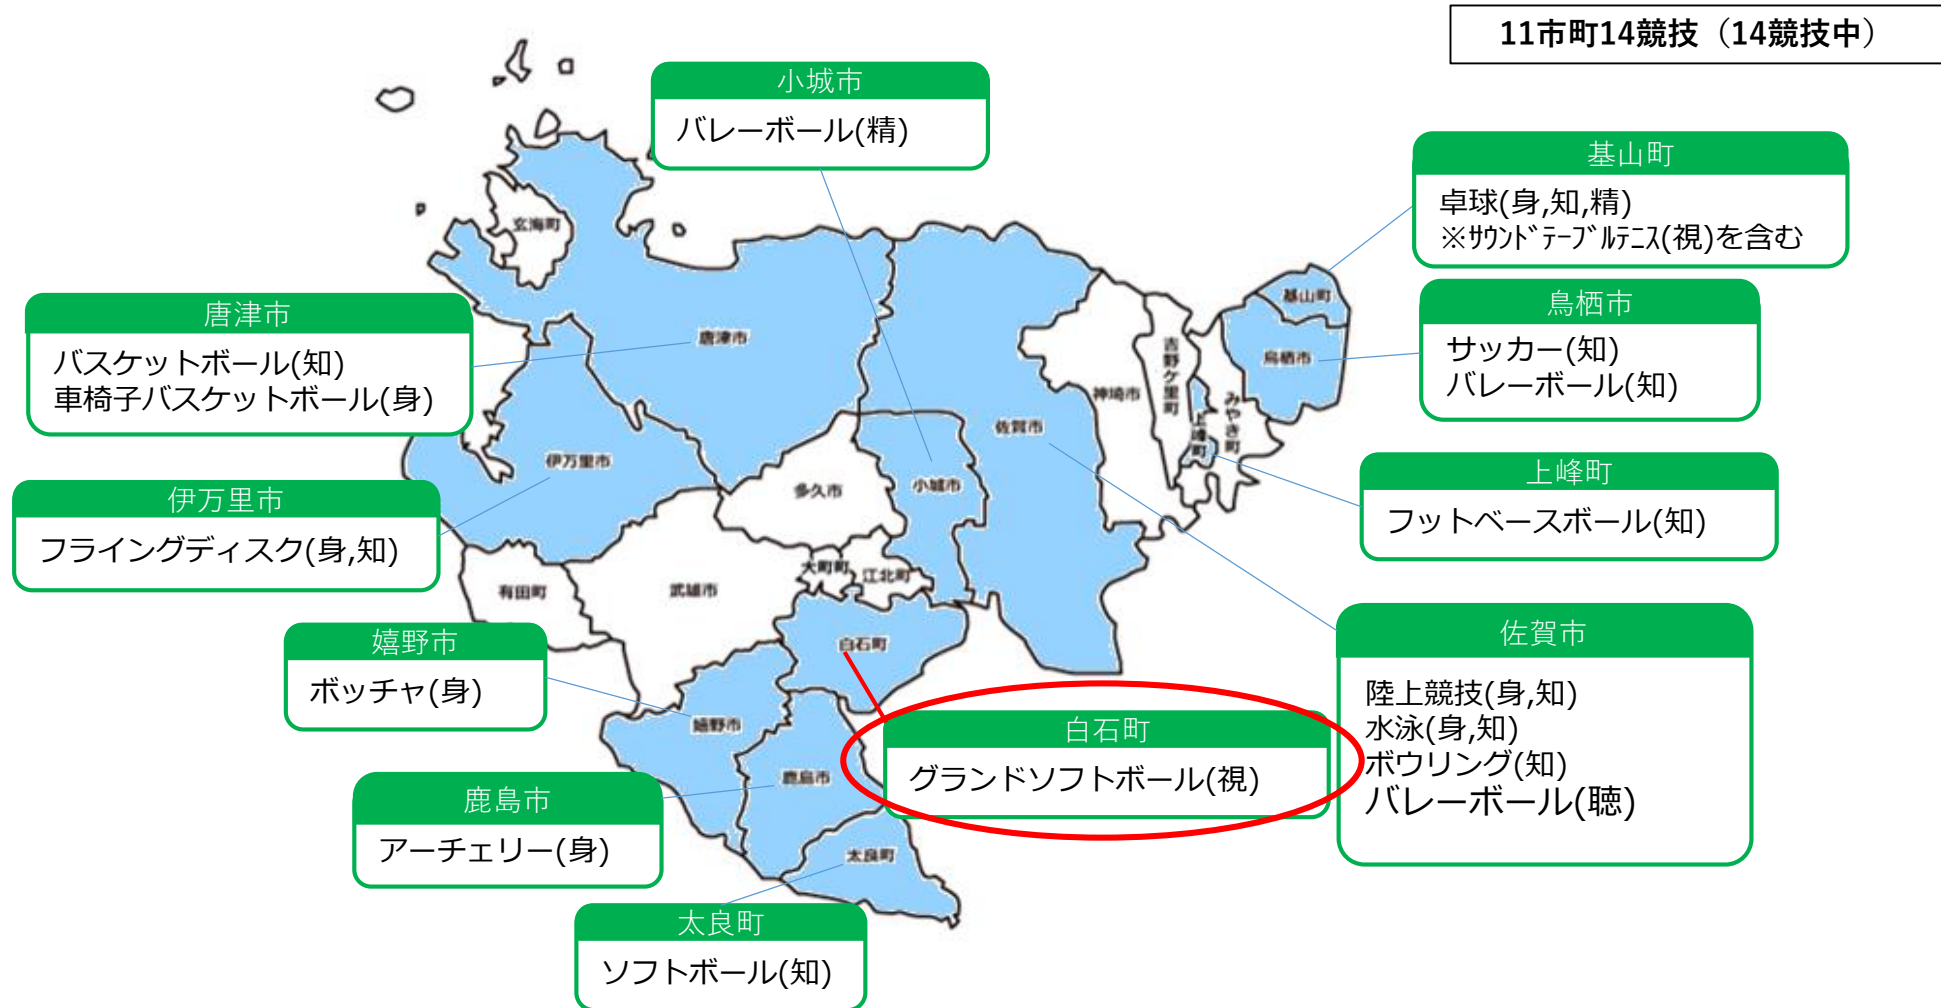 11市町14競技（14競技中）
小城市
バレーボール(精)
基山町
卓球(身,知,精)
※ｻｳﾝﾄﾞﾃｰﾌﾞﾙﾃﾆｽ(視)を含む
鳥栖市
サッカー(知)
バレーボール(知)
唐津市
バスケットボール(知)
車椅子バスケットボール(身)
上峰町
フットベースボール(知)
伊万里市
フライングディスク(身,知)
佐賀市
陸上競技(身,知)
水泳(身,知)
ボウリング(知)
バレーボール(聴)
嬉野市
ボッチャ(身)
白石町
グランドソフトボール(視)
鹿島市
アーチェリー(身)
太良町
ソフトボール(知)
玄海町
唐津市
基山町
鳥栖市
吉野ケ里町
神埼市
みやき町
上峰町
佐賀市
伊万里市
多久市
小城市
大町町
江北町
有田町
武雄市
白石町
嬉野市
鹿島市
太良町